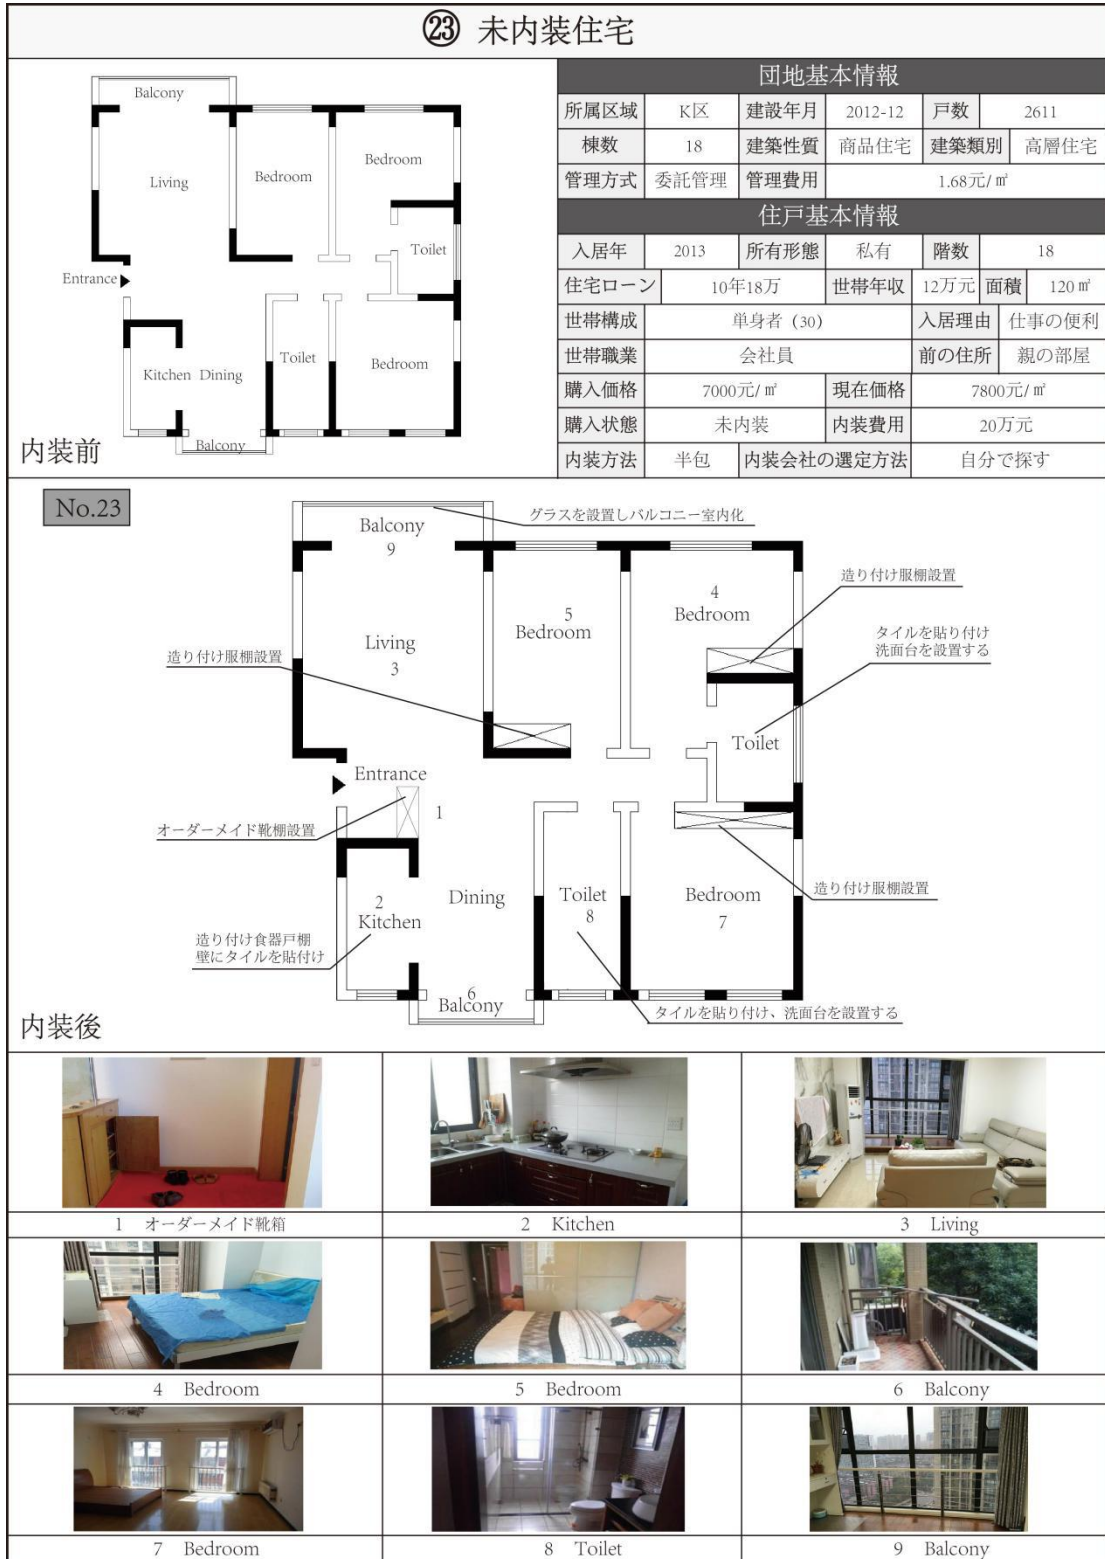 ㉓ 未内装住宅
Balcony
Living
Bedroom
Bedroom
Toilet
Entrance
Kitchen
Dining
Toilet
Bedroom
Balcony
内装前
団地基本情報
所属区域 K区 建設年月 2012-12 戸数 2611
棟数 18 建築性質 商品住宅 建築類別 高層住宅
管理方式 委託管理 管理費用 1.68元/㎡
住戸基本情報
入居年 2013 所有形態 私有 階数 18
住宅ローン 10年18万 世帯年収 12万元 面積 120㎡
世帯構成 単身者（30） 入居理由 仕事の便利
世帯職業 会社員 前の住所 親の部屋
購入価格 7000元/㎡ 現在価格 7800元/㎡
購入状態 未内装 内装費用 20万元
内装方法 半包 内装会社の選定方法 自分で探す
No.23
グラスを設置しバルコニー室内化
Balcony
9
造り付け服棚設置
4
Bedroom
5
Bedroom
タイルを貼り付け
洗面台を設置する
Living
3
造り付け服棚設置
Toilet
Entrance
1
オーダーメイド靴棚設置
造り付け服棚設置
Dining
Toilet
8
Bedroom
7
2
Kitchen
造り付け食器戸棚
壁にタイルを貼付け
6
Balcony
タイルを貼り付け、洗面台を設置する
内装後
1 オーダーメイド靴箱
2 Kitchen
3 Living
4 Bedroom
5 Bedroom
6 Balcony
7 Bedroom
8 Toilet
9 Balcony